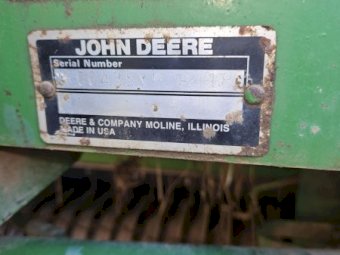 JOHN DEERE
Serial Number
DEERE & COMPANY MOLINE, ILLINOIS
MADE IN USA